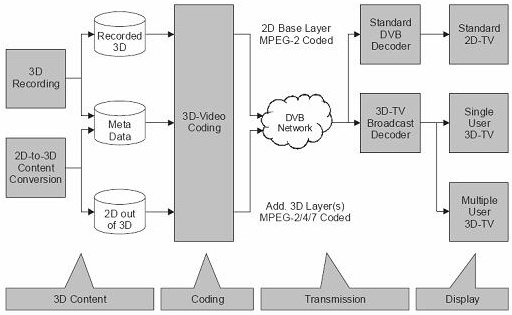 3D
Recording
2D-to-3D
Content
Conversion
Recorded
3D
Meta
Data
2D out
of 3D
3D-Video
Coding
2D Base Layer
MPEG-2 Coded
DVB
Network
Add. 3D Layer(s)
MPEG-2/4/7 Coded
Standard
DVB
Decoder
3D-TV
Broadcast
Decoder
Standard
2D-TV
Single
User
3D-TV
Multiple
User
3D-TV
3D Content
Coding
Transmission
Display